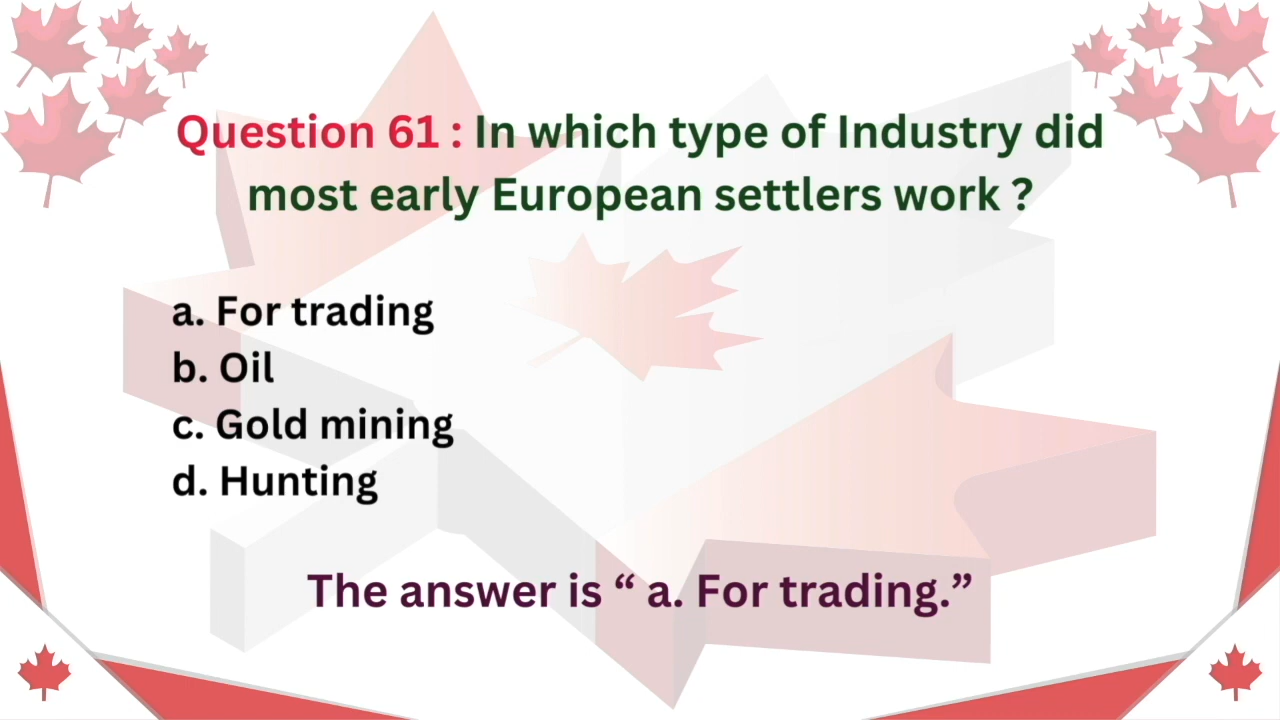 Question 61 : In which type of Industry did
most early European settlers work ?
a. For trading
b. Oil
c. Gold mining
d. Hunting
The answer is “ a. For trading.”